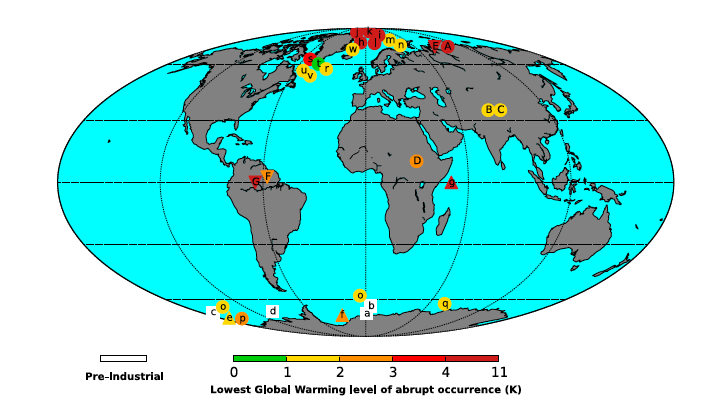 j k i
h l m n E A
w
s t
u v r
B C
D
G F g
o o q
c b
d a
e p f
0 1 2 3 4 11
Pre-Industrial
Lowest Global Warming level of abrupt occurrence (K)